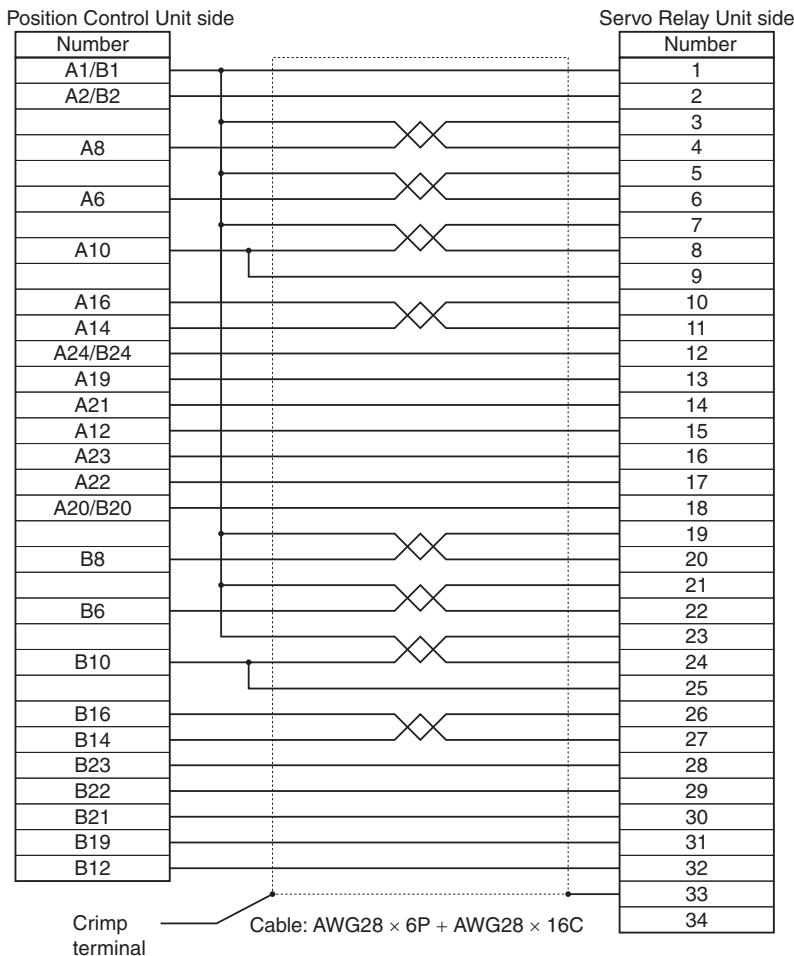 Position Control Unit side Servo Relay Unit side
Number Number
A1/B1 1
A2/B2 2
3
A8 4
5
A6 6
7
A10 8
9
A16 10
A14 11
A24/B24 12
A19 13
A21 14
A12 15
A23 16
A22 17
A20/B20 18
19
B8 20
21
B6 22
23
B10 24
25
B16 26
B14 27
B23 28
B22 29
B21 30
B19 31
B12 32
33
34
Crimp
terminal
Cable: AWG28 × 6P + AWG28 × 16C